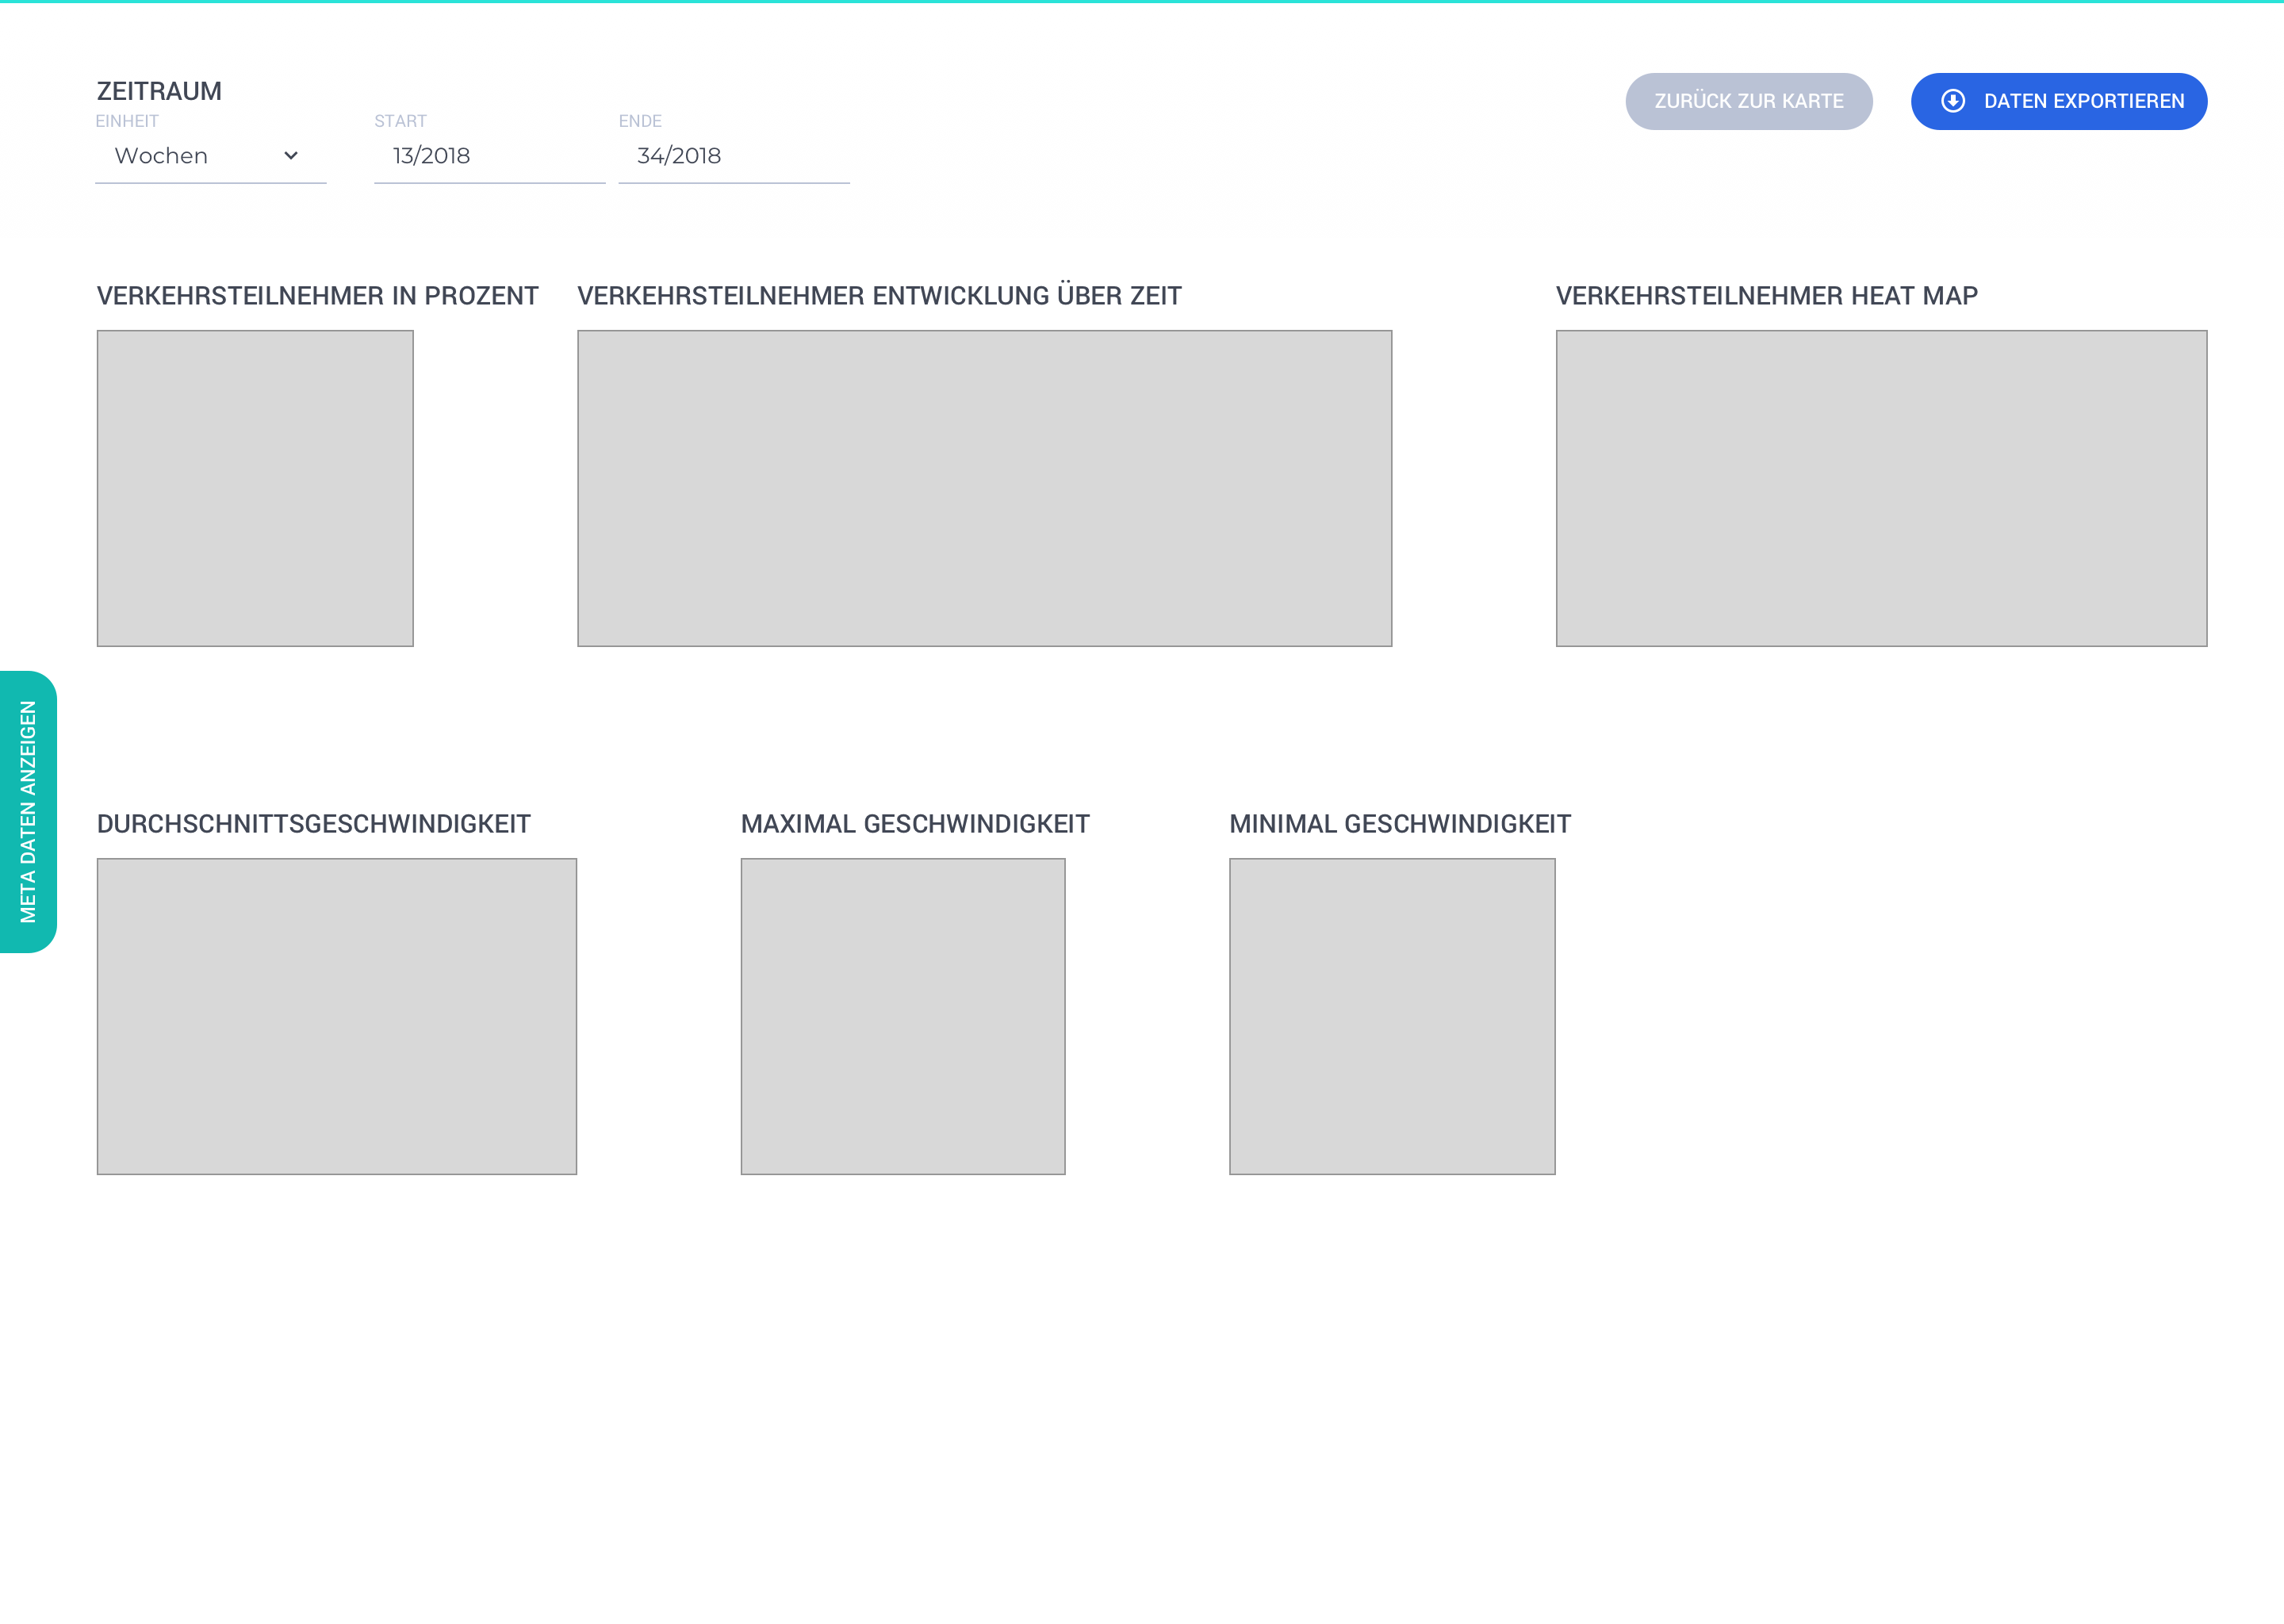 ZEITRAUM
EINHEIT
Wochen
START
13/2018
ENDE
34/2018
ZURÜCK ZUR KARTE
DATEN EXPORTIEREN
VERKEHRSTEILNEHMER IN PROZENT
VERKEHRSTEILNEHMER ENTWICKLUNG ÜBER ZEIT
VERKEHRSTEILNEHMER HEAT MAP
META DATEN ANZEIGEN
DURCHSCHNITTSGESCHWINDIGKEIT
MAXIMAL GESCHWINDIGKEIT
MINIMAL GESCHWINDIGKEIT